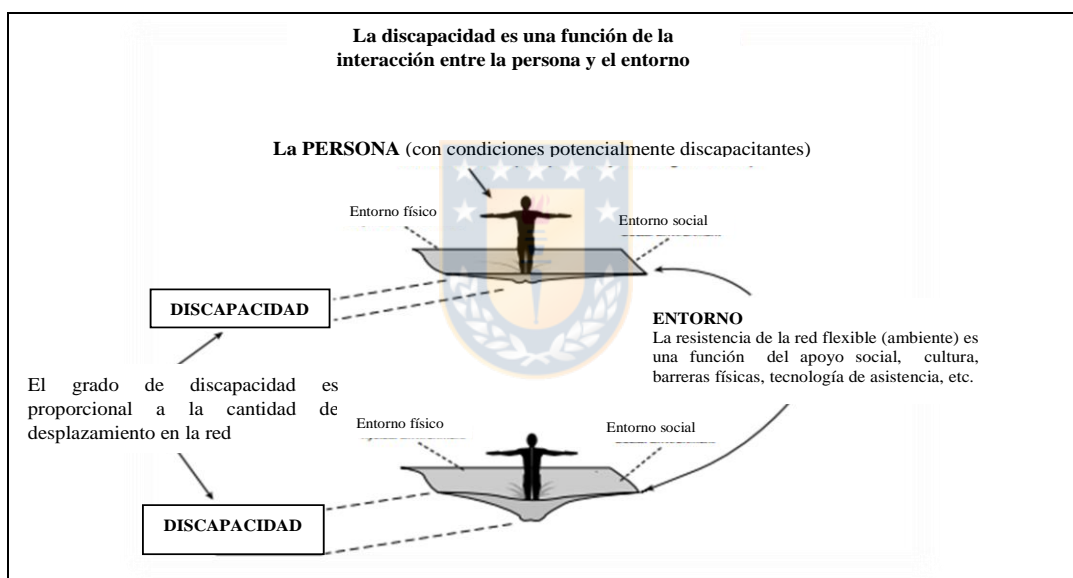 La discapacidad es una función de la
interacción entre la persona y el entorno
La PERSONA (con condiciones potencialmente discapacitantes)
Entorno físico
Entorno social
DISCAPACIDAD
ENTORNO
La resistencia de la red flexible (ambiente) es
una función del apoyo social, cultura,
barreras físicas, tecnología de asistencia, etc.
El grado de discapacidad es
proporcional a la cantidad de
desplazamiento en la red
Entorno físico
Entorno social
DISCAPACIDAD